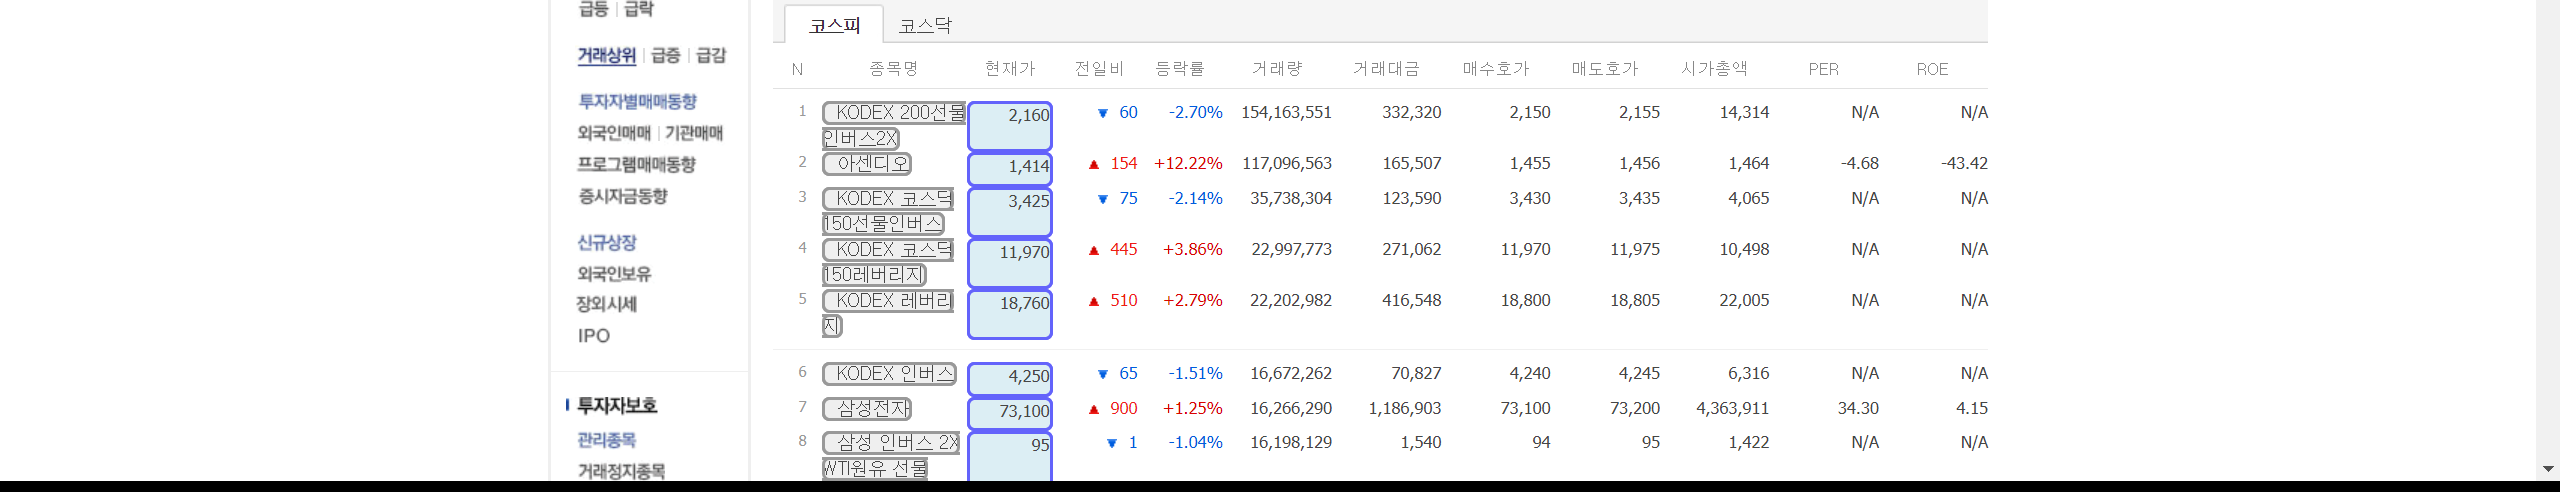 급등 | 급락
거래상위 | 급증 | 급감
투자자별매매동향
외국인매매 | 기관매매
프로그램매매동향
증시자금동향
신규상장
외국인보유
장외시세
IPO
투자자보호
관리종목
거래정지종목
코스피 코스닥
N 종목명 현재가 전일비 등락률 거래량 거래대금 매수호가 매도호가 시가총액 PER ROE
1 KODEX 200선물 2,160 ▼ 60 -2.70% 154,163,551 332,320 2,150 2,155 14,314 N/A N/A
인버스2X
2 아센디오 1,414 ▲ 154 +12.22% 117,096,563 165,507 1,455 1,456 1,464 -4.68 -43.42
3 KODEX 코스닥 3,425 ▼ 75 -2.14% 35,738,304 123,590 3,430 3,435 4,065 N/A N/A
150선물인버스
4 KODEX 코스닥 11,970 ▲ 445 +3.86% 22,997,773 271,062 11,970 11,975 10,498 N/A N/A
150레버리지
5 KODEX 레버리 18,760 ▲ 510 +2.79% 22,202,982 416,548 18,800 18,805 22,005 N/A N/A
지
6 KODEX 인버스 4,250 ▼ 65 -1.51% 16,672,262 70,827 4,240 4,245 6,316 N/A N/A
7 삼성전자 73,100 ▲ 900 +1.25% 16,266,290 1,186,903 73,100 73,200 4,363,911 34.30 4.15
8 삼성 인버스 2X 95 ▼ 1 -1.04% 16,198,129 1,540 94 95 1,422 N/A N/A
WTI원유 선물